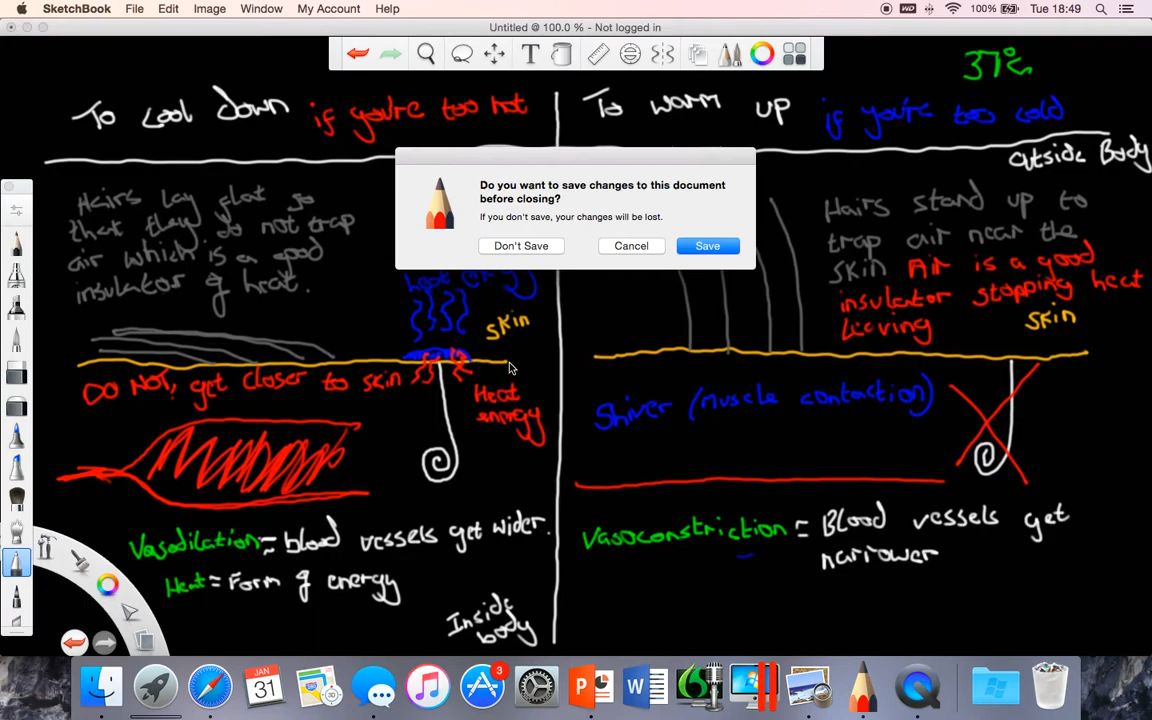 SketchBook File Edit Image Window My Account Help
100% Tue 18:49
Untitled @ 100.0 % - Not logged in
37°c
To cool down if you're too hot
To warm up if you're too cold
outside Body
Do you want to save changes to this document
before closing?
If you don't save, your changes will be lost.
Don't Save Cancel Save
Hairs lay flat so
that they do not trap
air which is a good
insulator of heat.
heat energy
skin
Hairs stand up to
trap air near the
skin Air is a good
insulator stopping heat
leaving
skin
DO NOT, get closer to skin
Heat
energy
Shiver (muscle contaction)
Vasodilation = blood vessels get wider.
Heat = Form of energy
Inside
body
Vasoconstriction = Blood vessels get
narrower
JAN
31
3